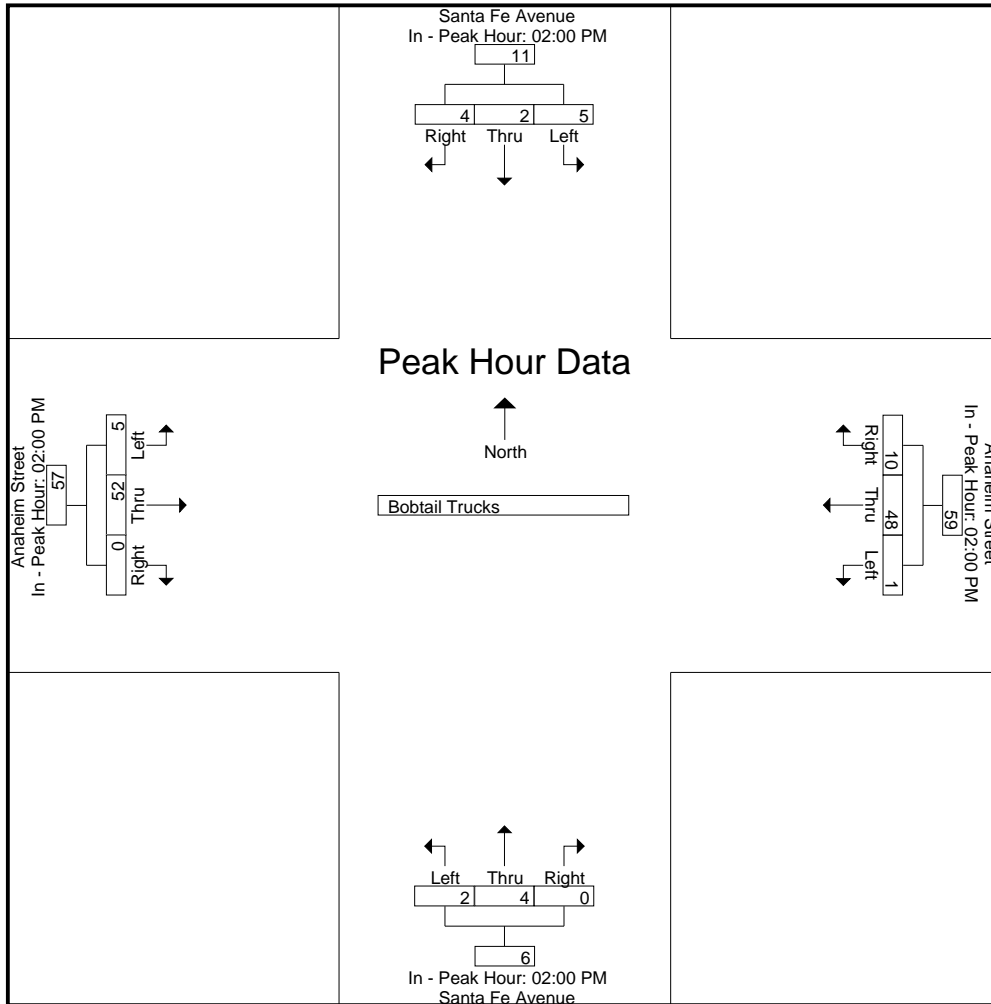 Santa Fe Avenue
In - Peak Hour: 02:00 PM
11
4 2 5
Right Thru Left
Peak Hour Data
North
Bobtail Trucks
Anaheim Street
In - Peak Hour: 02:00 PM
57
5 52 0
Left Thru Right
Anaheim Street
In - Peak Hour: 02:00 PM
59
10 48 1
Right Thru Left
Left Thru Right
2 4 0
6
In - Peak Hour: 02:00 PM
Santa Fe Avenue